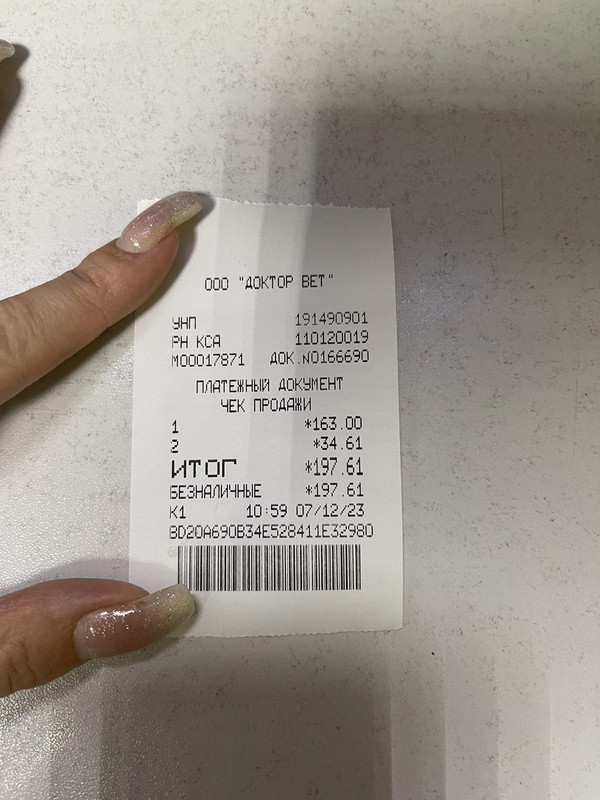 ООО "ДОКТОР ВЕТ"
УНП 191490901
РН КСА 110120019
М00017871 ДОК.N0166690
ПЛАТЕЖНЫЙ ДОКУМЕНТ
ЧЕК ПРОДАЖИ
1 *163.00
2 *34.61
ИТОГ *197.61
БЕЗНАЛИЧНЫЕ *197.61
К1 10:59 07/12/23
BD20A690B34E528411E32980